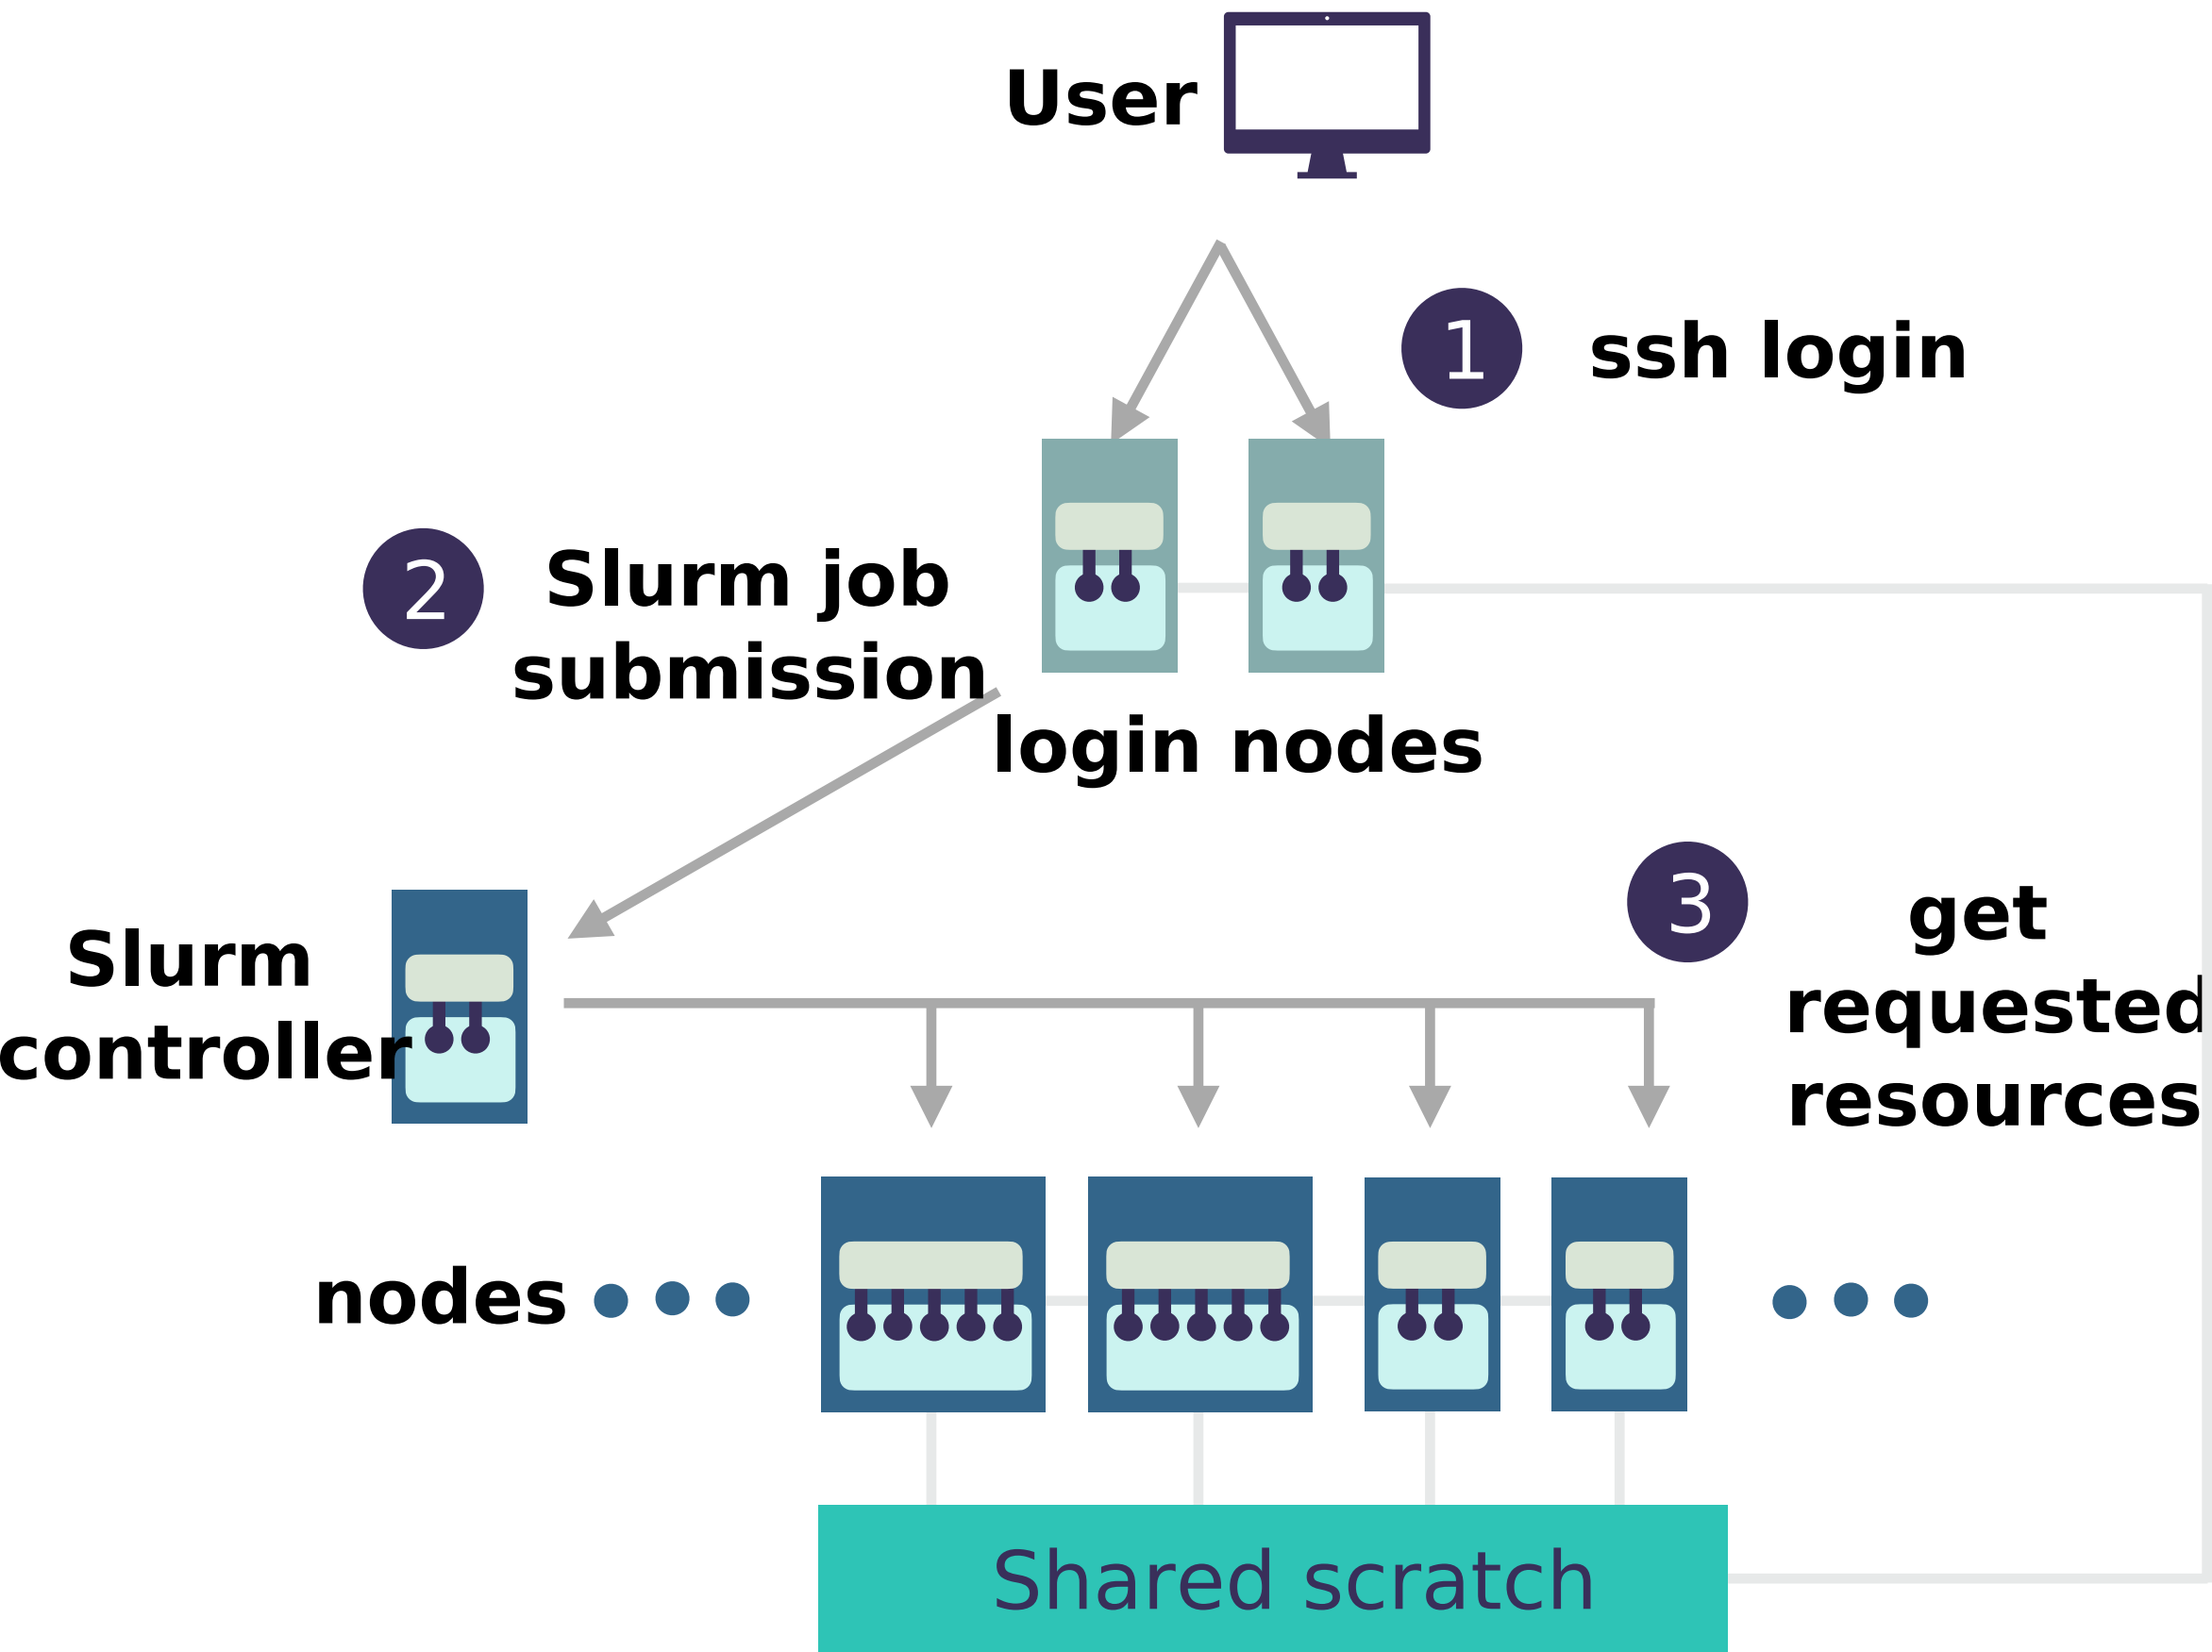 User
1
ssh login
2
Slurm job
submission
login nodes
3
get
requested
resources
Slurm
controller
nodes
Shared scratch